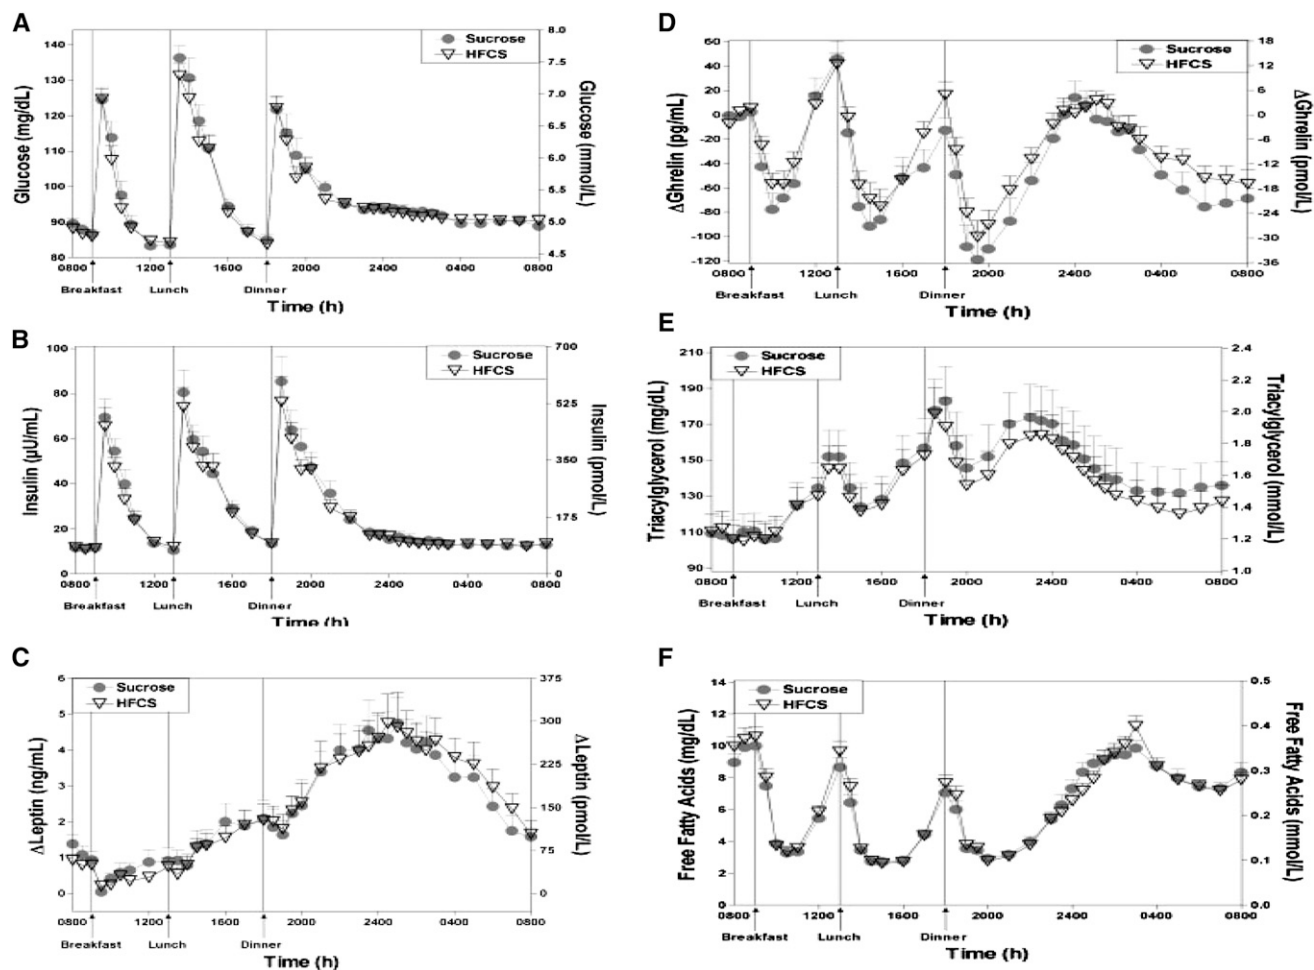 A
Glucose (mg/dL)
140
130
120
110
100
90
80
Sucrose
HFCS
8.0
7.5
7.0
6.5
6.0
5.5
5.0
4.5
Glucose (mmol/L)
0800 1200 1600 2000 2400 0400 0800
Breakfast Lunch Dinner
Time (h)
B
Insulin (µU/mL)
100
80
60
40
20
0
Sucrose
HFCS
700
525
350
175
0
Insulin (pmol/L)
0800 1200 1600 2000 2400 0400 0800
Breakfast Lunch Dinner
Time (h)
C
ΔLeptin (ng/mL)
6
5
4
3
2
1
0
Sucrose
HFCS
375
300
225
150
75
0
ΔLeptin (pmol/L)
0800 1200 1600 2000 2400 0400 0800
Breakfast Lunch Dinner
Time (h)
D
ΔGhrelin (pg/mL)
60
40
20
0
-20
-40
-60
-80
-100
-120
Sucrose
HFCS
18
12
6
0
-6
-12
-18
-24
-30
-36
ΔGhrelin (pmol/L)
0800 1200 1600 2000 2400 0400 0800
Breakfast Lunch Dinner
Time (h)
E
Triacylglycerol (mg/dL)
210
190
170
150
130
110
90
Sucrose
HFCS
2.4
2.2
2.0
1.8
1.6
1.4
1.2
1.0
Triacylglycerol (mmol/L)
0800 1200 1600 2000 2400 0400 0800
Breakfast Lunch Dinner
Time (h)
F
Free Fatty Acids (mg/dL)
14
12
10
8
6
4
2
0
Sucrose
HFCS
0.5
0.4
0.3
0.2
0.1
0.0
Free Fatty Acids (mmol/L)
0800 1200 1600 2000 2400 0400 0800
Breakfast Lunch Dinner
Time (h)